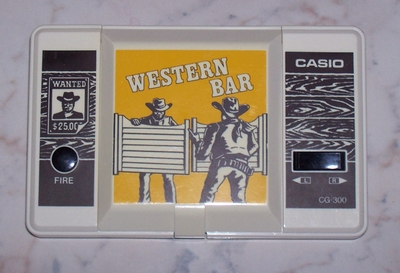 WANTED
$25.00
FIRE
WESTERN
BAR
CASIO
L R
CG-300